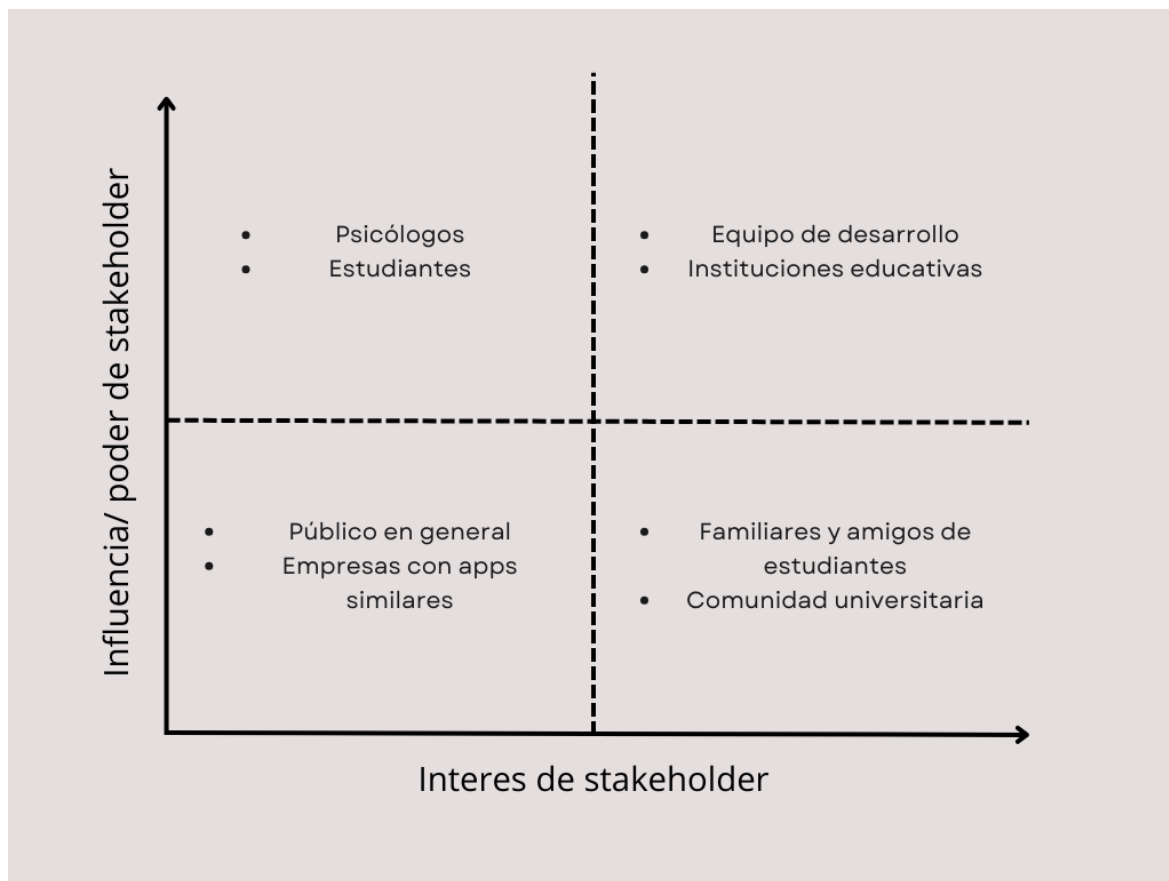 Influencia/ poder de stakeholder
• Psicólogos
• Estudiantes
• Equipo de desarrollo
• Instituciones educativas
• Público en general
• Empresas con apps
similares
• Familiares y amigos de
estudiantes
• Comunidad universitaria
Interes de stakeholder